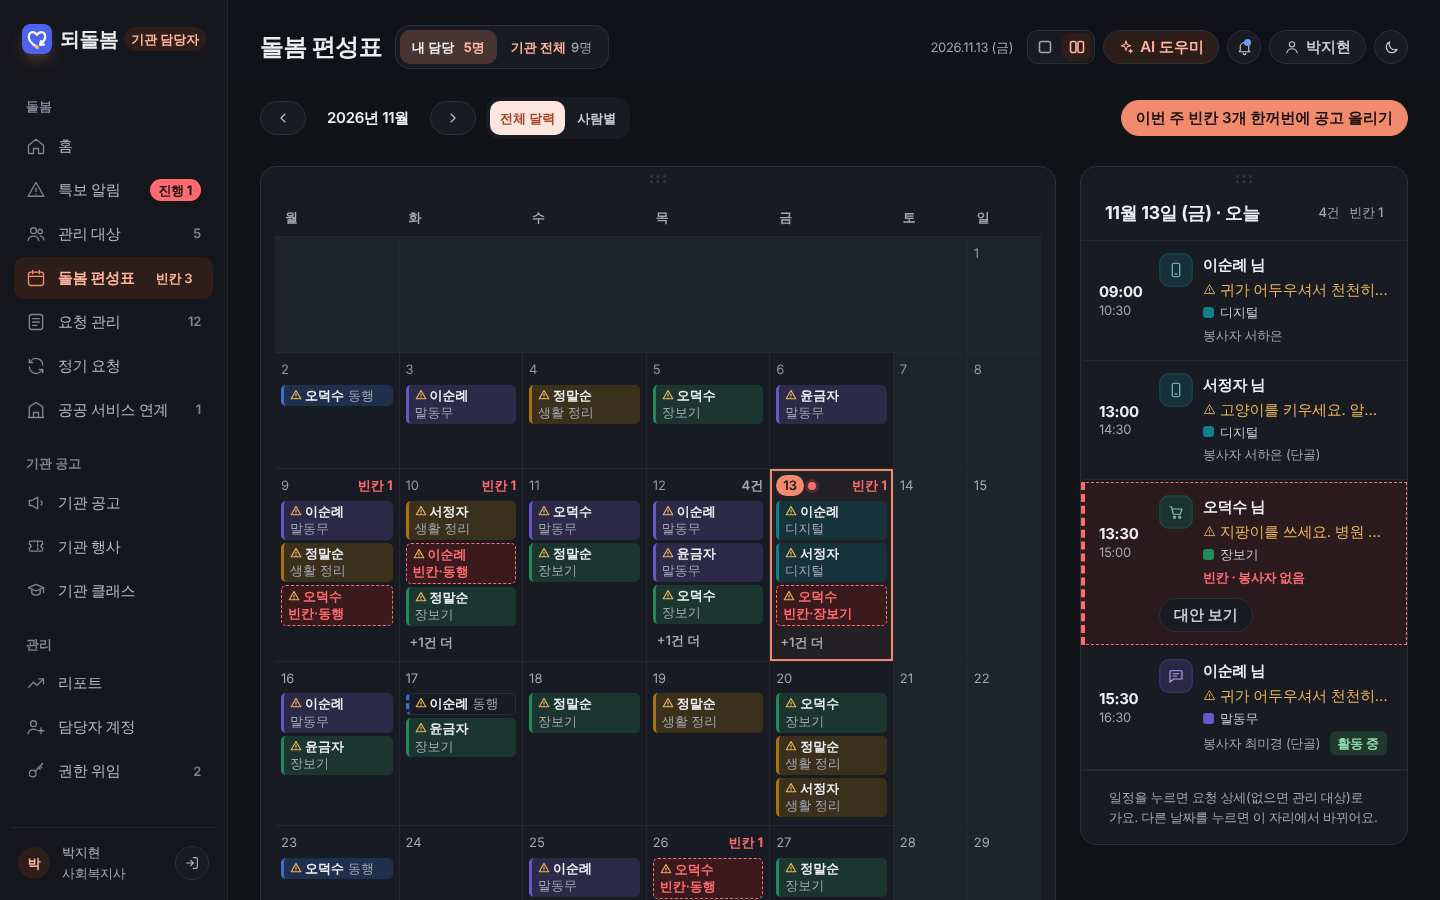 되돌봄 기관 담당자
돌봄
홈
특보 알림 진행 1
관리 대상 5
돌봄 편성표 빈칸 3
요청 관리 12
정기 요청
공공 서비스 연계 1
기관 공고
기관 공고
기관 행사
기관 클래스
관리
리포트
담당자 계정
권한 위임 2
박 박지현
사회복지사
돌봄 편성표 내 담당 5명 기관 전체 9명
2026.11.13 (금) AI 도우미 박지현
2026년 11월 전체 달력 사람별
이번 주 빈칸 3개 한꺼번에 공고 올리기
월 화 수 목 금 토 일
1
2
오덕수 동행
3
이순례
말동무
4
정말순
생활 정리
5
오덕수
장보기
6
윤금자
말동무
7
8
9 빈칸 1
이순례
말동무
정말순
생활 정리
오덕수
빈칸·동행
10 빈칸 1
서정자
생활 정리
이순례
빈칸·동행
정말순
장보기
+1건 더
11
오덕수
말동무
정말순
장보기
12 4건
이순례
말동무
윤금자
말동무
오덕수
장보기
+1건 더
13 빈칸 1
이순례
디지털
서정자
디지털
오덕수
빈칸·장보기
+1건 더
14
15
16
이순례
말동무
윤금자
장보기
17
이순례 동행
윤금자
장보기
18
정말순
장보기
19
정말순
생활 정리
20
오덕수
장보기
정말순
생활 정리
서정자
생활 정리
21
22
23
오덕수 동행
24
25
이순례
말동무
26 빈칸 1
오덕수
빈칸·동행
27
정말순
장보기
28
29
11월 13일 (금) · 오늘 4건 빈칸 1
09:00
10:30
이순례 님
귀가 어두우셔서 천천히...
디지털
봉사자 서하은
13:00
14:30
서정자 님
고양이를 키우세요. 알...
디지털
봉사자 서하은 (단골)
13:30
15:00
오덕수 님
지팡이를 쓰세요. 병원 ...
장보기
빈칸 · 봉사자 없음
대안 보기
15:30
16:30
이순례 님
귀가 어두우셔서 천천히...
말동무
봉사자 최미경 (단골) 활동 중
일정을 누르면 요청 상세(없으면 관리 대상)로
가요. 다른 날짜를 누르면 이 자리에서 바뀌어요.